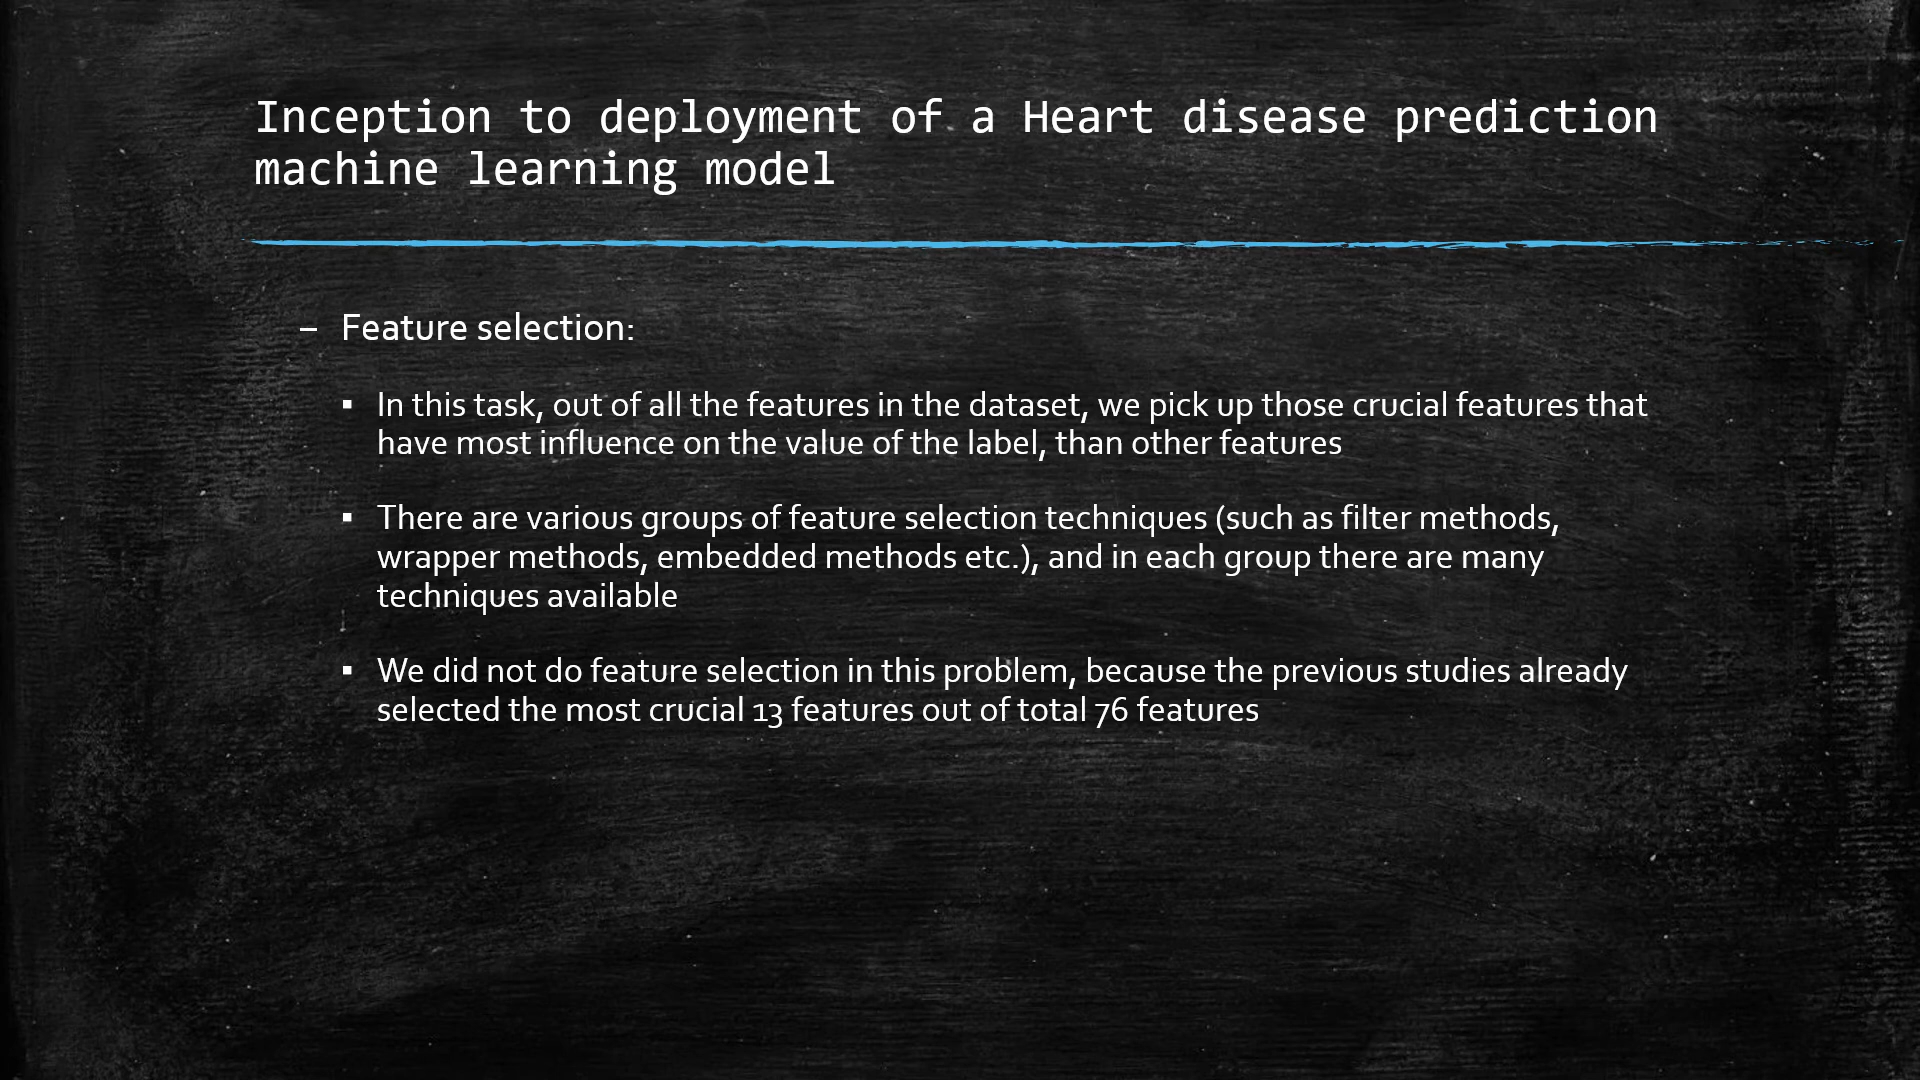 Inception to deployment of a Heart disease prediction
machine learning model
– Feature selection:
▪ In this task, out of all the features in the dataset, we pick up those crucial features that
have most influence on the value of the label, than other features
▪ There are various groups of feature selection techniques (such as filter methods,
wrapper methods, embedded methods etc.), and in each group there are many
techniques available
▪ We did not do feature selection in this problem, because the previous studies already
selected the most crucial 13 features out of total 76 features